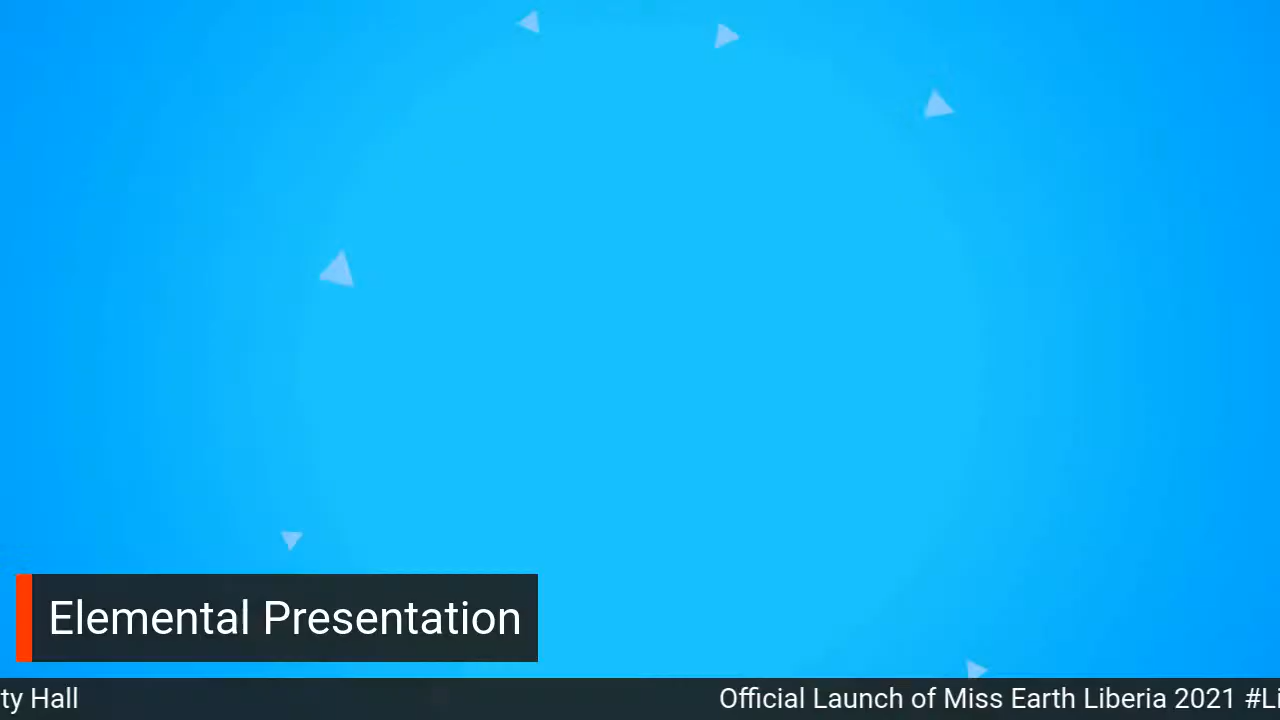 Elemental Presentation
ty Hall
Official Launch of Miss Earth Liberia 2021 #Li